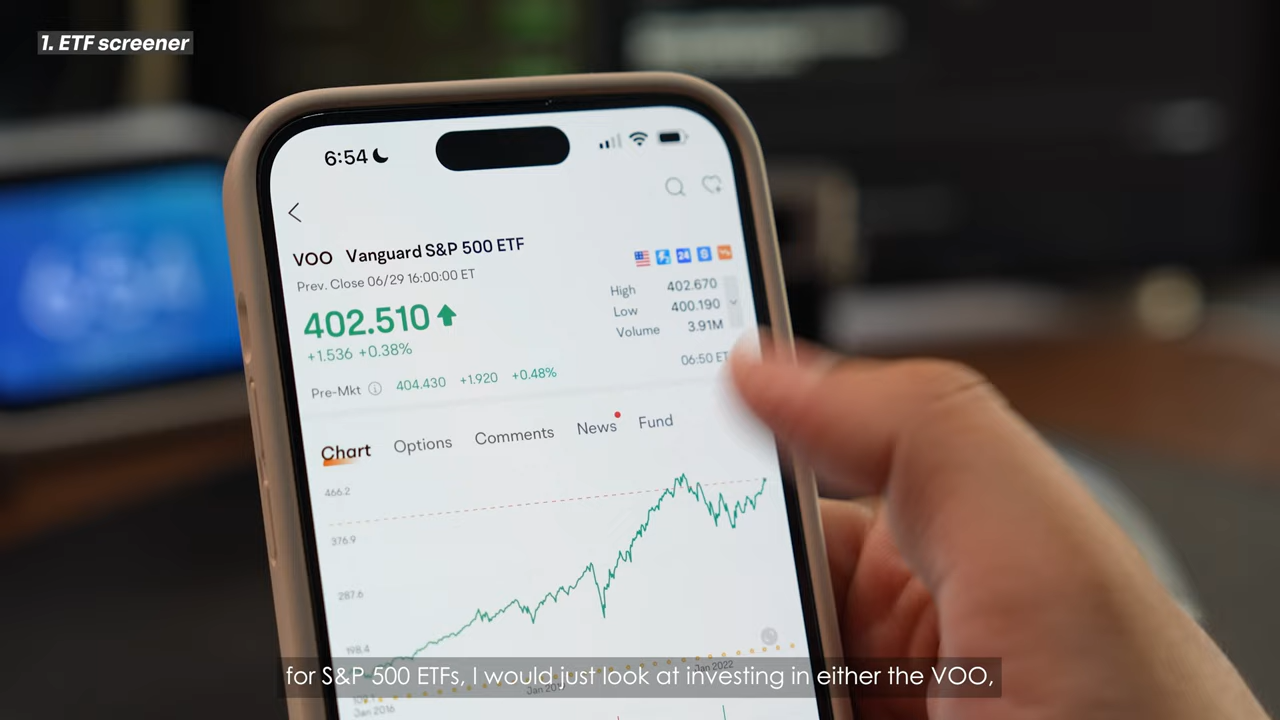 1. ETF screener
6:54
VOO Vanguard S&P 500 ETF
Prev. Close 06/29 16:00:00 ET
24
402.510
+1.536 +0.38%
High 402.670
Low 400.190
Volume 3.91M
06:50 ET
Pre-Mkt 404.430 +1.920 +0.48%
Chart Options Comments News Fund
466.2
376.9
287.6
198.4
Jan 2016
Jan 2022
for S&P 500 ETFs, I would just look at investing in either the VOO,